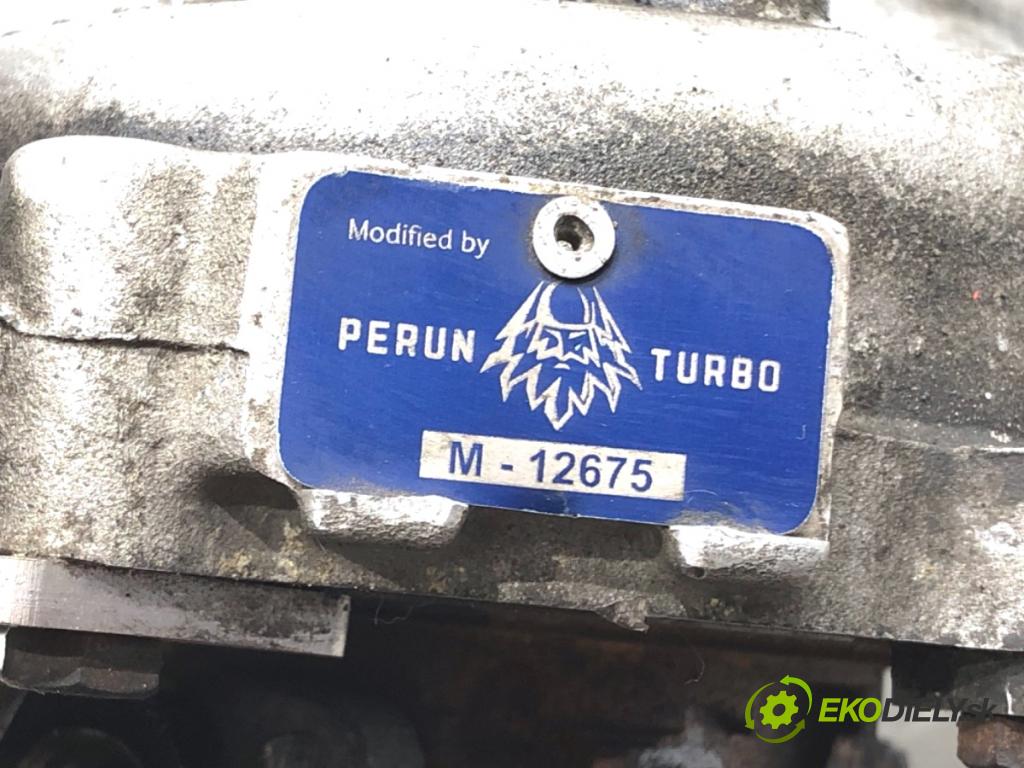 Modified by
PERUN TURBO
M - 12675
EKODIELY.sk